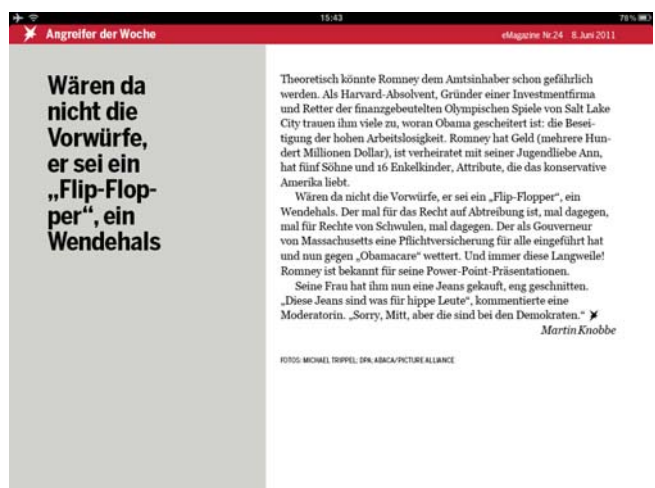 15:43
78%
Angreifer der Woche
eMagazine Nr.24 8. Juni 2011
Wären da
nicht die
Vorwürfe,
er sei ein
„Flip-Flop-
per“, ein
Wendehals
Theoretisch könnte Romney dem Amtsinhaber schon gefährlich
werden. Als Harvard-Absolvent, Gründer einer Investmentfirma
und Retter der finanzgebeutelten Olympischen Spiele von Salt Lake
City trauen ihm viele zu, woran Obama gescheitert ist: die Besei-
tigung der hohen Arbeitslosigkeit. Romney hat Geld (mehrere Hun-
dert Millionen Dollar), ist verheiratet mit seiner Jugendliebe Ann,
hat fünf Söhne und 16 Enkelkinder, Attribute, die das konservative
Amerika liebt.
Wären da nicht die Vorwürfe, er sei ein „Flip-Flopper“, ein
Wendehals. Der mal für das Recht auf Abtreibung ist, mal dagegen,
mal für Rechte von Schwulen, mal dagegen. Der als Gouverneur
von Massachusetts eine Pflichtversicherung für alle eingeführt hat
und nun gegen „Obamacare“ wettert. Und immer diese Langweile!
Romney ist bekannt für seine Power-Point-Präsentationen.
Seine Frau hat ihm nun eine Jeans gekauft, eng geschnitten.
„Diese Jeans sind was für hippe Leute“, kommentierte eine
Moderatorin. „Sorry, Mitt, aber die sind bei den Demokraten.“
Martin Knobbe
FOTOS: MICHAEL TRIPPEL; DPA; ABACA/PICTURE ALLIANCE